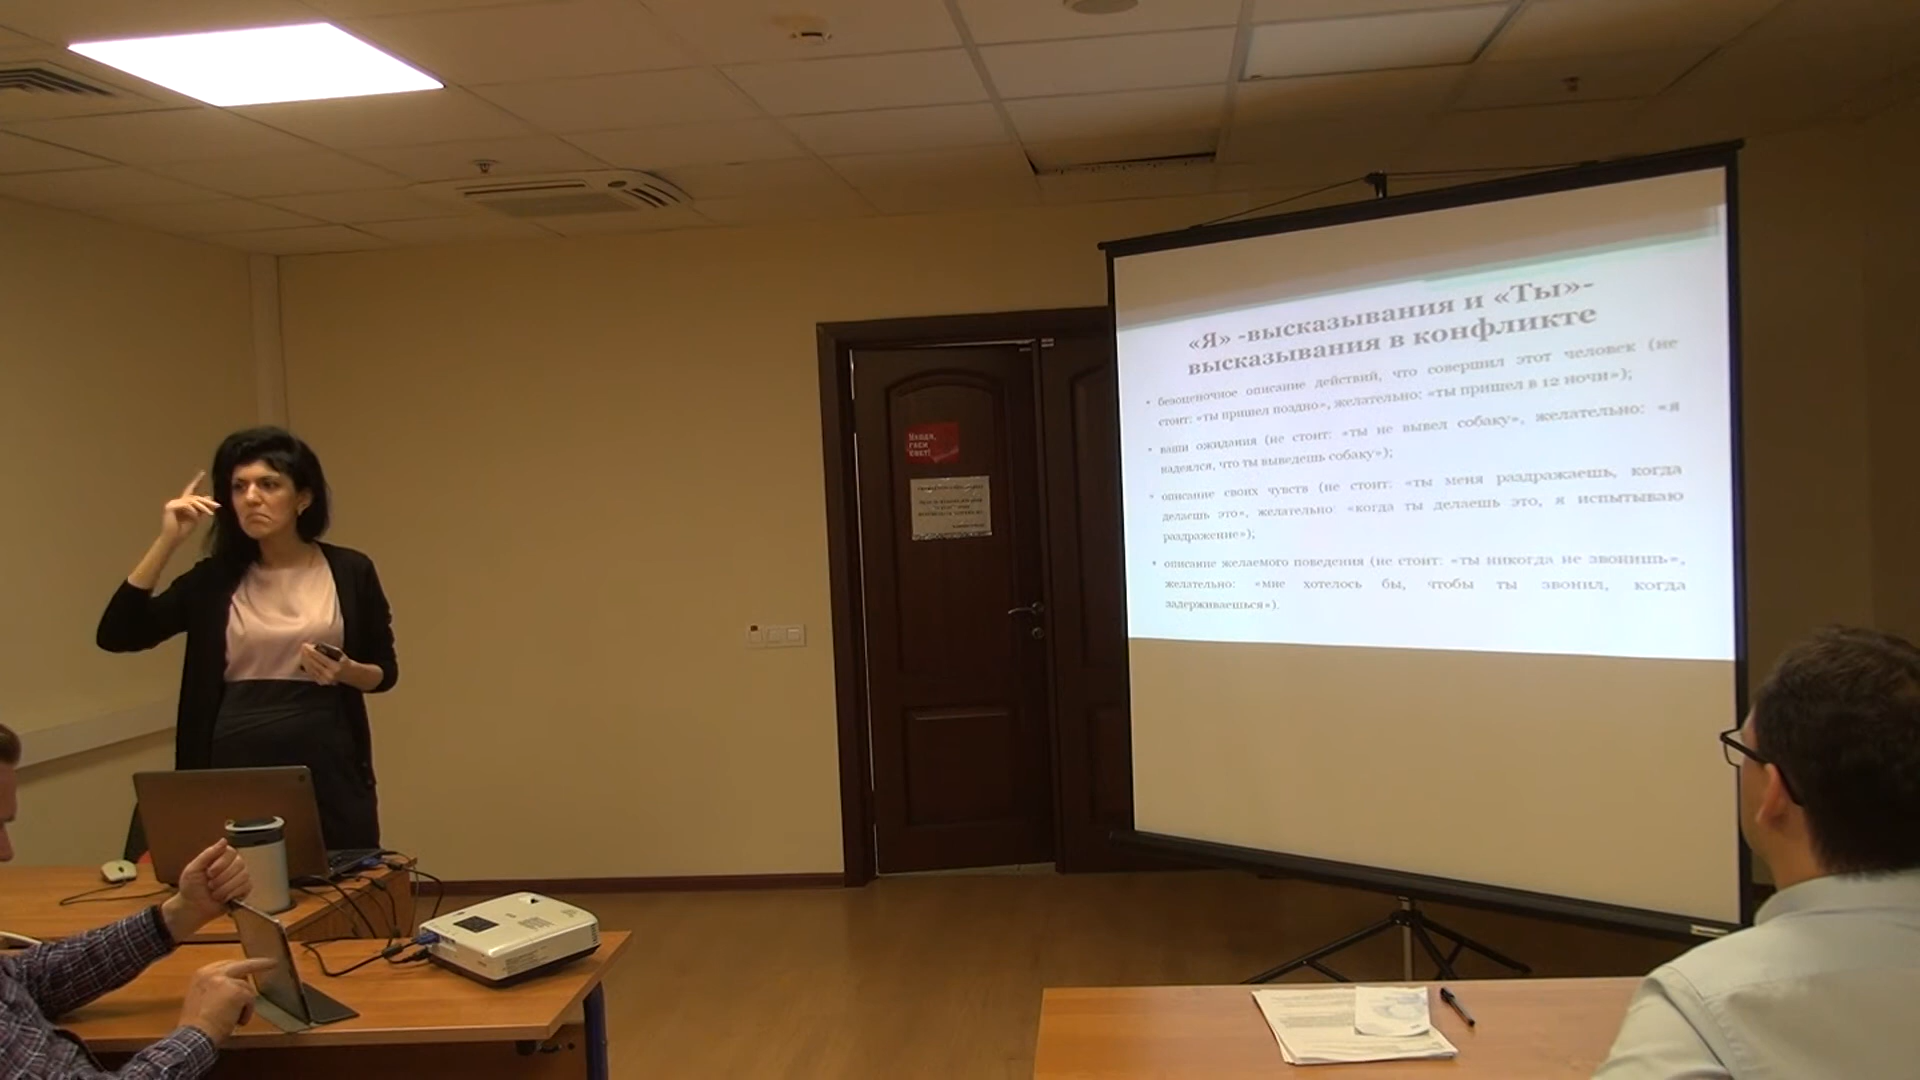 «Я» -высказывания и «Ты»-
высказывания в конфликте
• безоценочное описание действий, что совершил этот человек (не
стоит: «ты пришел поздно», желательно: «ты пришел в 12 ночи»);
• ваши ожидания (не стоит: «ты не вывел собаку», желательно: «я
надеялся, что ты выведешь собаку»);
• описание своих чувств (не стоит: «ты меня раздражаешь, когда
делаешь это», желательно: «когда ты делаешь это, я испытываю
раздражение»);
• описание желаемого поведения (не стоит: «ты никогда не звонишь»,
желательно: «мне хотелось бы, чтобы ты звонил, когда
задерживаешься»).
гаси
свет!